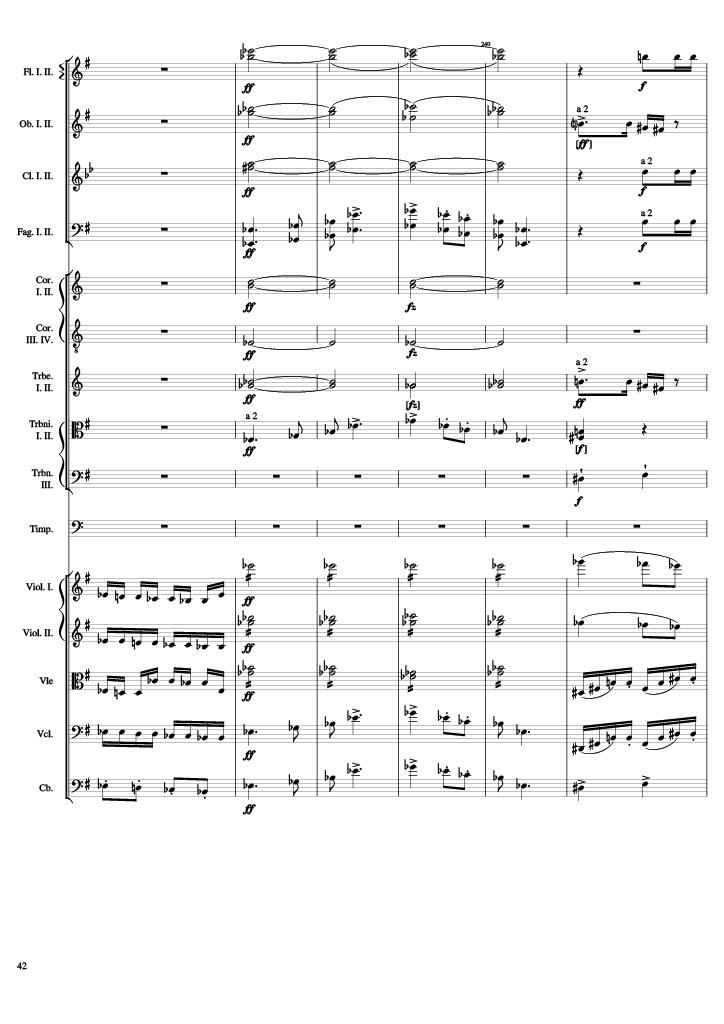 240
Fl. I. II.
ff
f
Ob. I. II.
ff
a 2
[ff]
Cl. I. II.
ff
a 2
f
Fag. I. II.
ff
a 2
f
Cor.
I. II.
ff
fz
Cor.
III. IV.
8
ff
fz
Trbe.
I. II.
ff
[fz]
a 2
ff
Trbni.
I. II.
a 2
ff
[f]
Trbn.
III.
f
Timp.
Viol. I.
ff
Viol. II.
ff
Vle
ff
Vcl.
ff
Cb.
ff
42